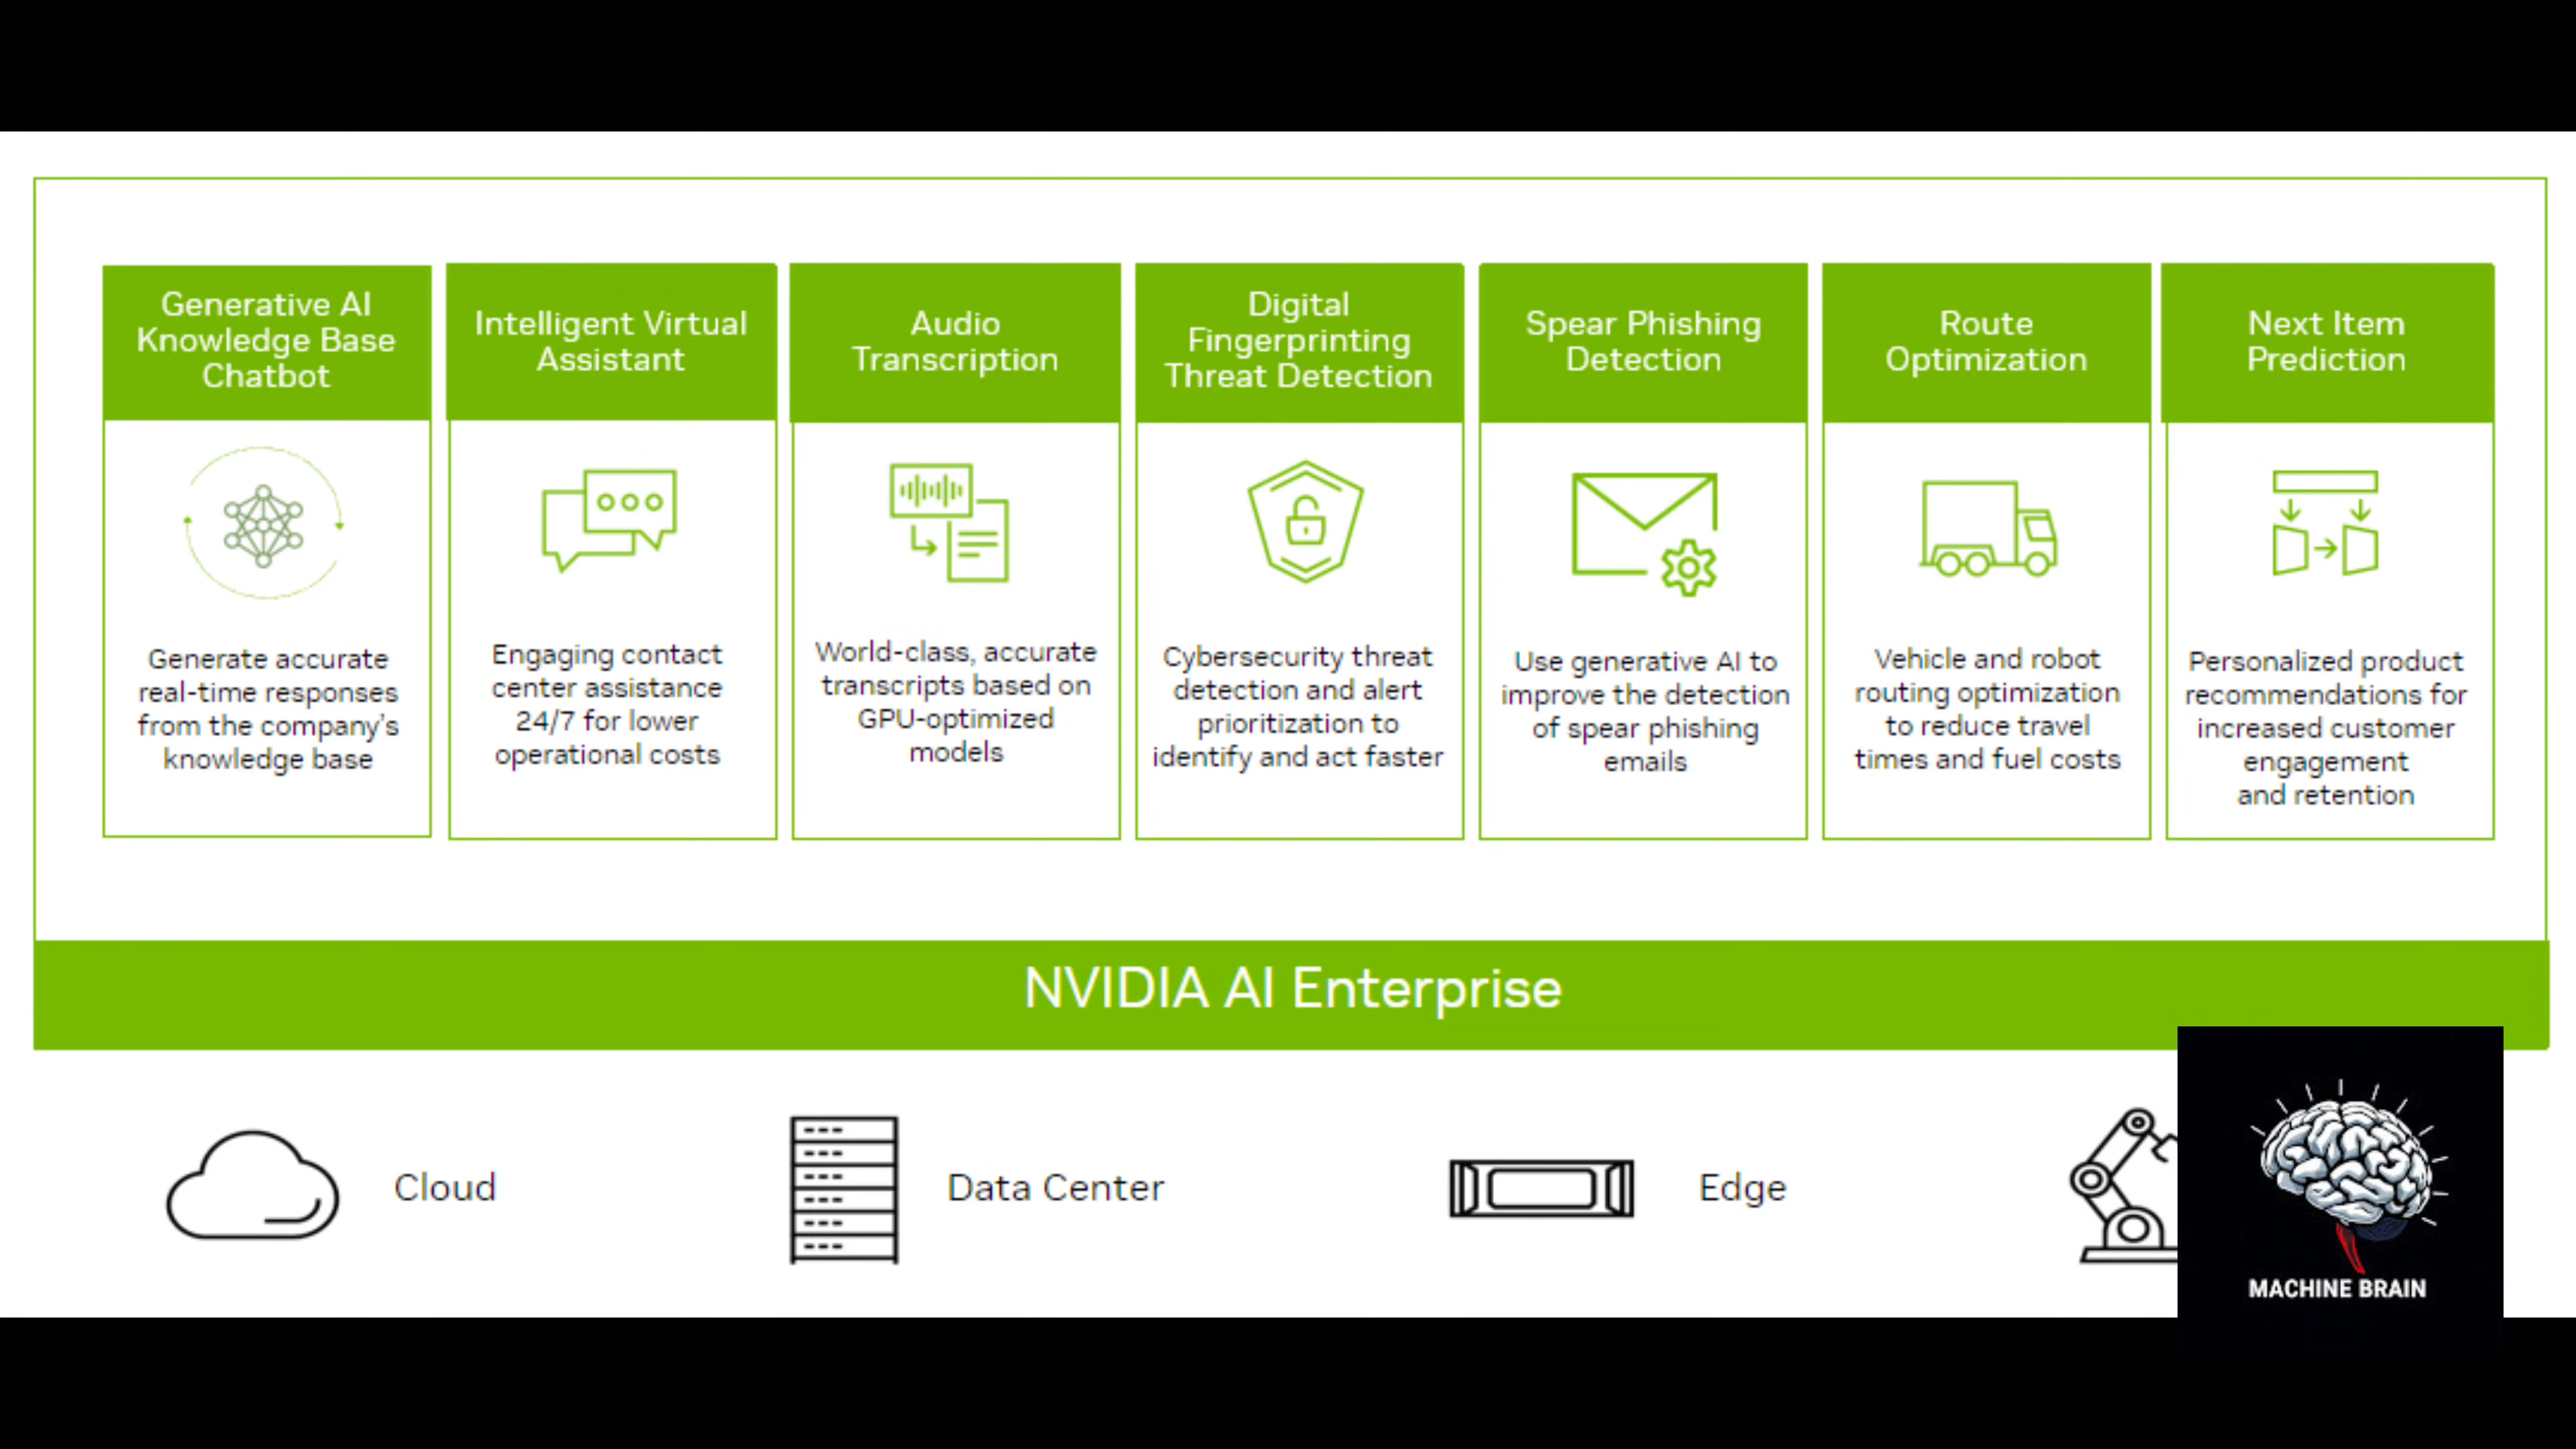 Generative AI
Knowledge Base
Chatbot
Generate accurate
real-time responses
from the company's
knowledge base
Intelligent Virtual
Assistant
Engaging contact
center assistance
24/7 for lower
operational costs
Audio
Transcription
World-class, accurate
transcripts based on
GPU-optimized
models
Digital
Fingerprinting
Threat Detection
Cybersecurity threat
detection and alert
prioritization to
identify and act faster
Spear Phishing
Detection
Use generative AI to
improve the detection
of spear phishing
emails
Route
Optimization
Vehicle and robot
routing optimization
to reduce travel
times and fuel costs
Next Item
Prediction
Personalized product
recommendations for
increased customer
engagement
and retention
NVIDIA AI Enterprise
Cloud
Data Center
Edge
MACHINE BRAIN